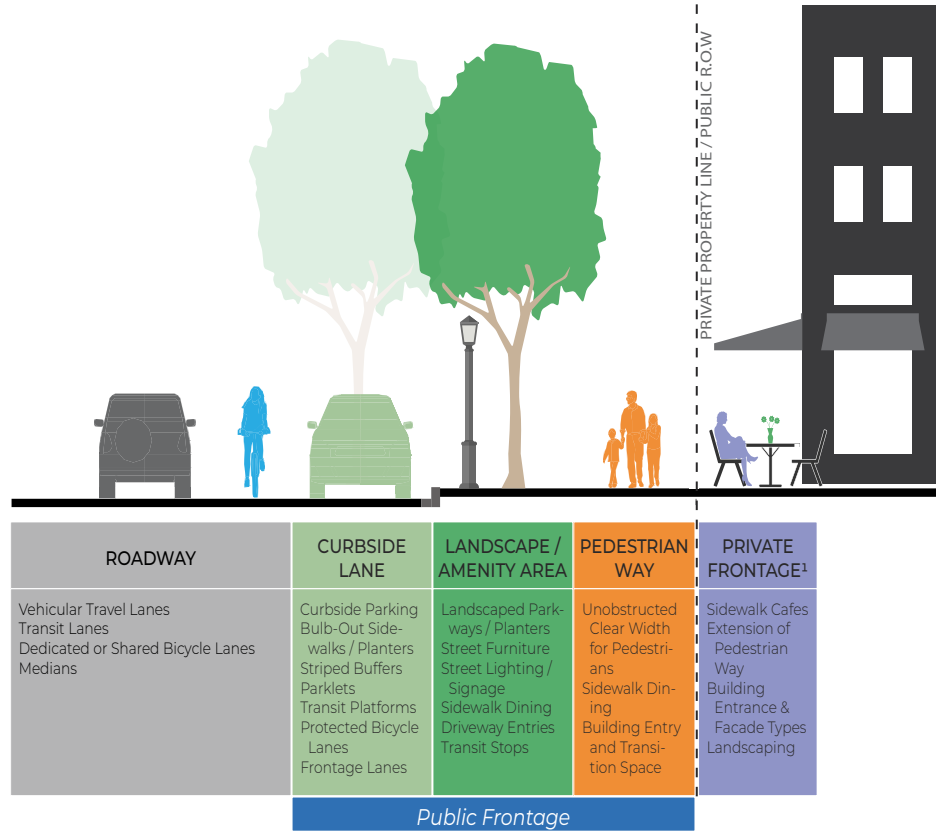 PRIVATE PROPERTY LINE / PUBLIC R.O.W
ROADWAY
Vehicular Travel Lanes
Transit Lanes
Dedicated or Shared Bicycle Lanes
Medians
CURBSIDE
LANE
Curbside Parking
Bulb-Out Side-
walks / Planters
Striped Buffers
Parklets
Transit Platforms
Protected Bicycle
Lanes
Frontage Lanes
LANDSCAPE /
AMENITY AREA
Landscaped Park-
ways / Planters
Street Furniture
Street Lighting /
Signage
Sidewalk Dining
Driveway Entries
Transit Stops
PEDESTRIAN
WAY
Unobstructed
Clear Width
for Pedestri-
ans
Sidewalk Din-
ing
Building Entry
and Transi-
tion Space
PRIVATE
FRONTAGE¹
Sidewalk Cafes
Extension of
Pedestrian
Way
Building
Entrance &
Facade Types
Landscaping
Public Frontage